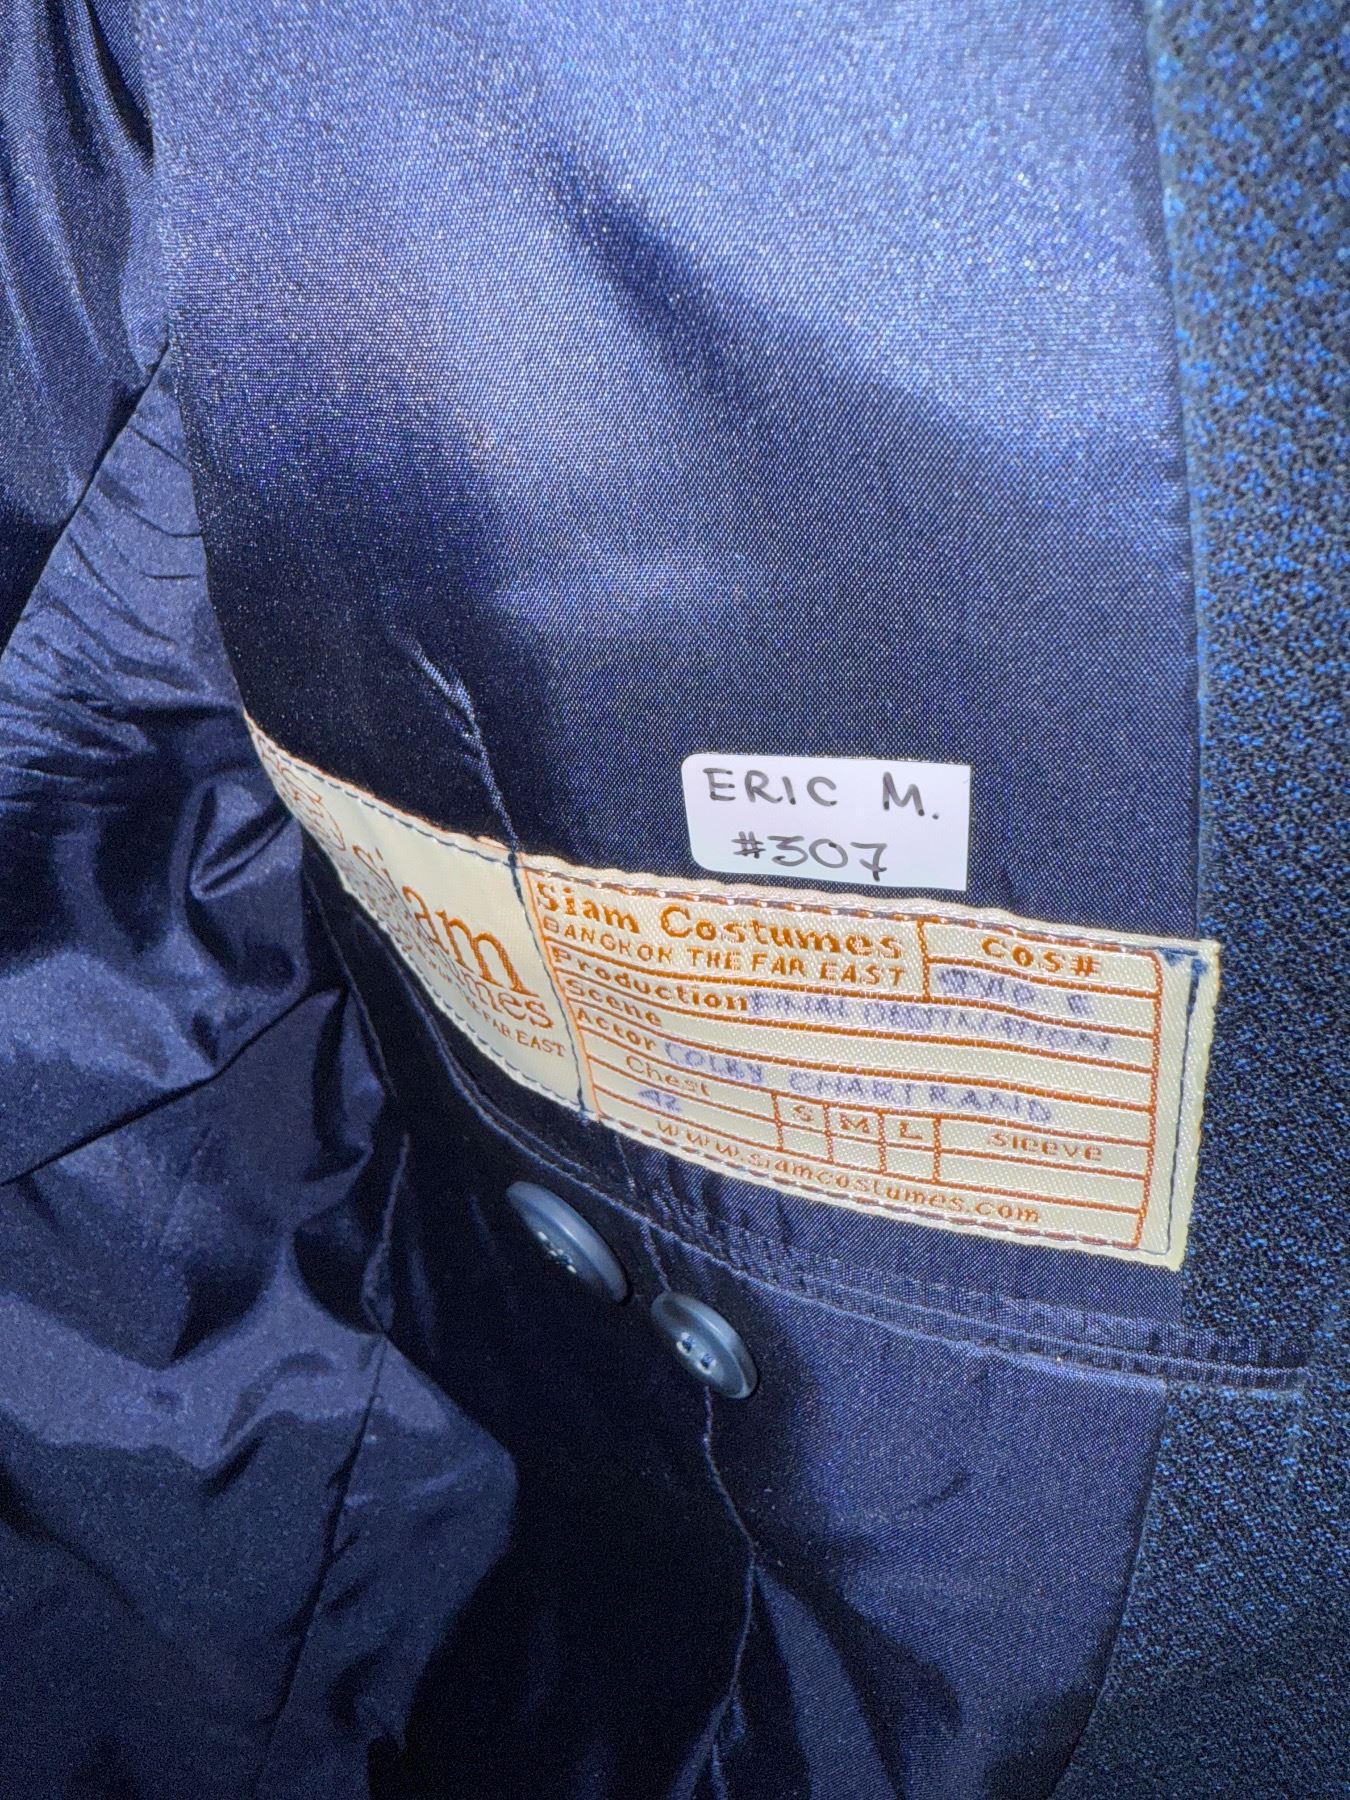 ERIC M.
#307
Siam
Costumes
FAR EAST
Siam Costumes
BANGKOK THE FAR EAST
COS#
Production FINAL DESTINATION
Scene
Actor COLBY CHARTRAND
Chest S M L Sleeve
42
www.siamcostumes.com